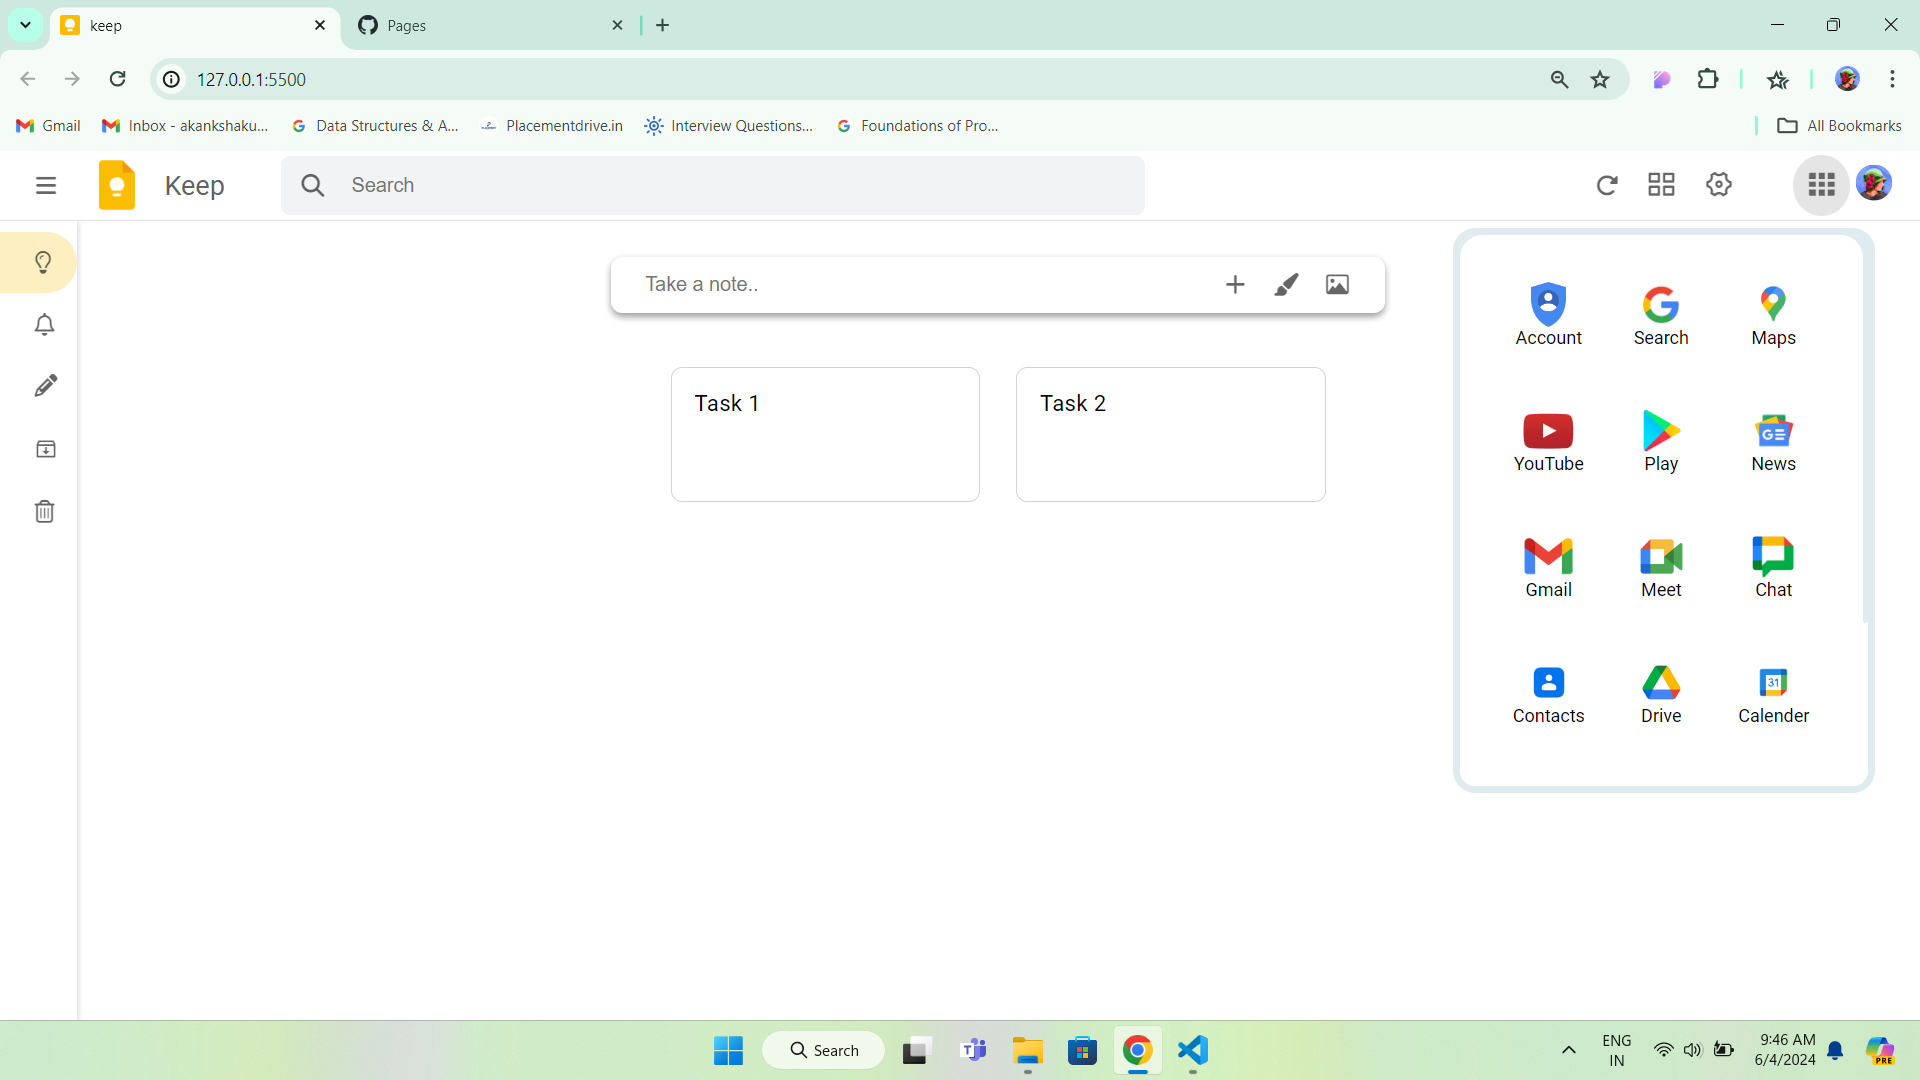 keep
Pages
127.0.0.1:5500
Gmail
Inbox - akankshaku...
Data Structures & A...
Placementdrive.in
Interview Questions...
Foundations of Pro...
All Bookmarks
Keep
Search
Take a note..
Task 1
Task 2
Account
Search
Maps
YouTube
Play
News
Gmail
Meet
Chat
31
Contacts
Drive
Calender
Search
ENG
IN
9:46 AM
6/4/2024
PRE